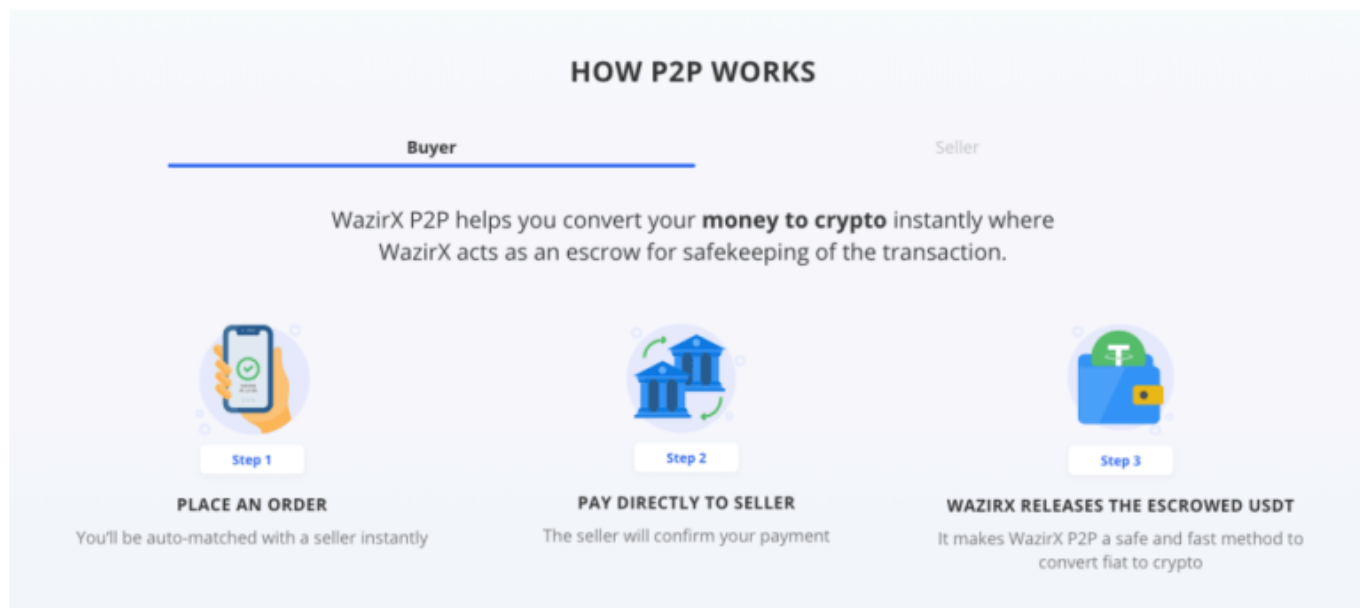 HOW P2P WORKS
Buyer
Seller
WazirX P2P helps you convert your money to crypto instantly where
WazirX acts as an escrow for safekeeping of the transaction.
Step 1
PLACE AN ORDER
You'll be auto-matched with a seller instantly
Step 2
PAY DIRECTLY TO SELLER
The seller will confirm your payment
Step 3
WAZIRX RELEASES THE ESCROWED USDT
It makes WazirX P2P a safe and fast method to
convert fiat to crypto